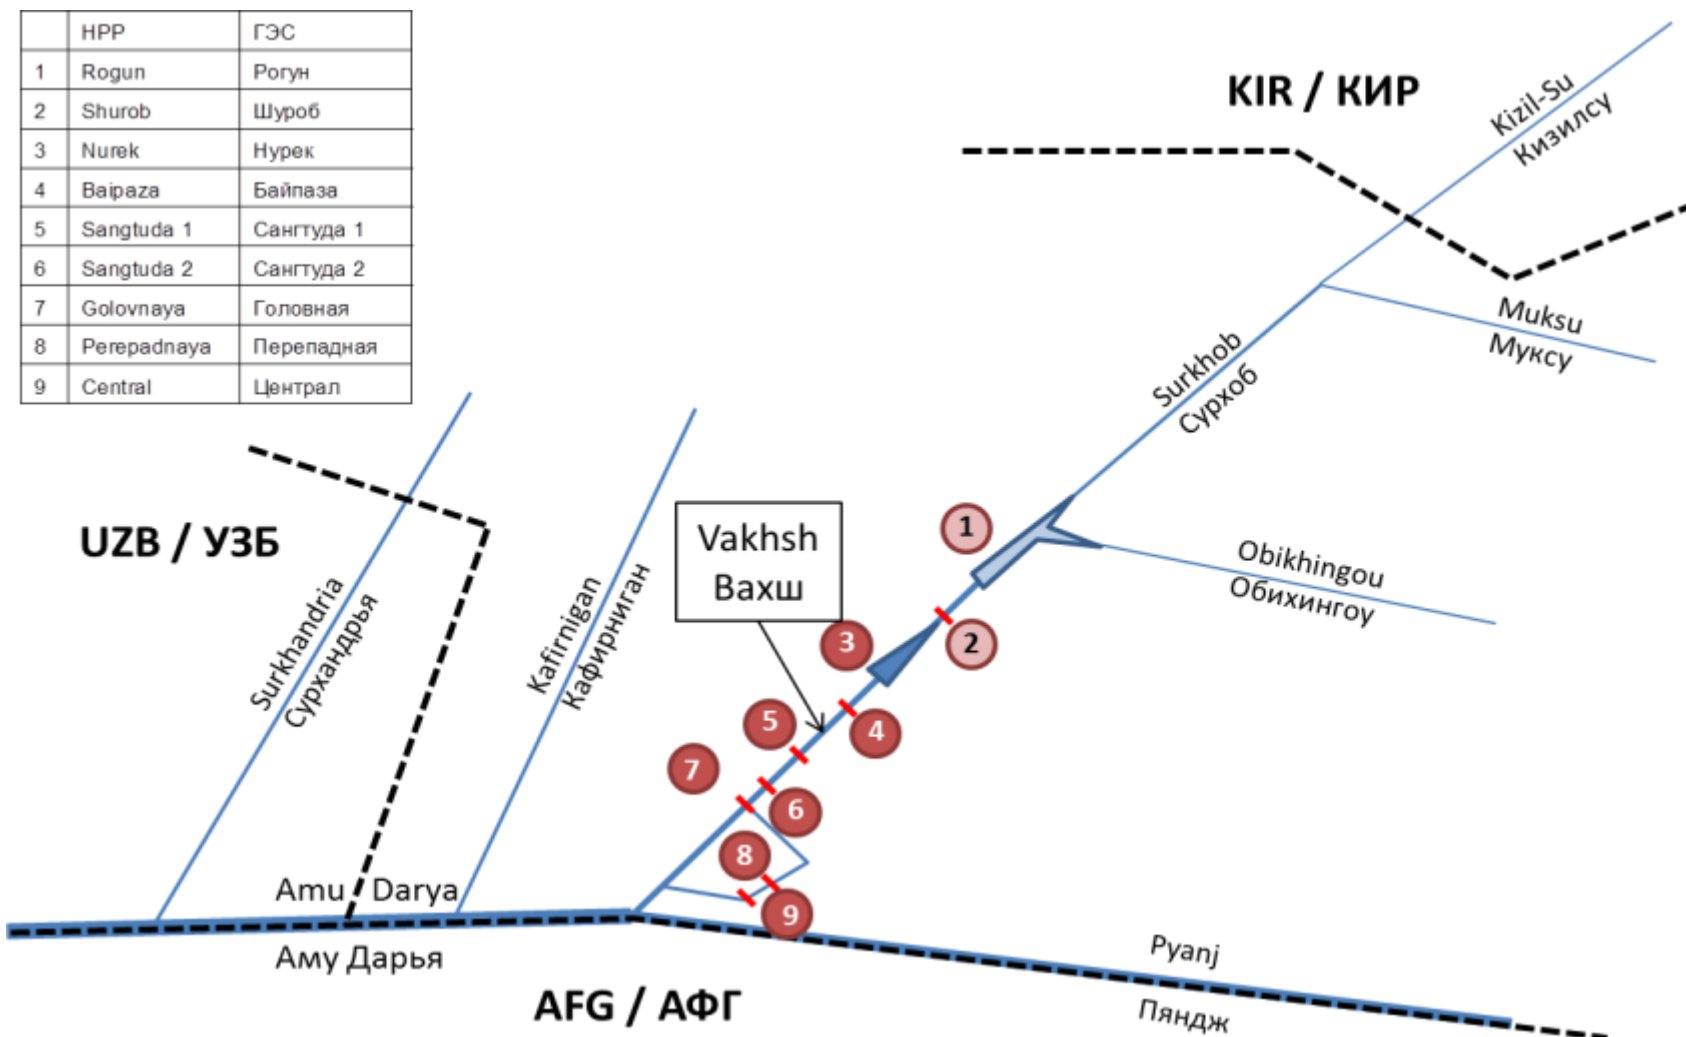 HPP ГЭС
1 Rogun Рогун
2 Shurob Шуроб
3 Nurek Нурек
4 Baipaza Байпаза
5 Sangtuda 1 Сангтуда 1
6 Sangtuda 2 Сангтуда 2
7 Golovnaya Головная
8 Perepadnaya Перепадная
9 Central Централ
KIR / КИР
Kizil-Su
Кизилсу
Muksu
Муксу
Surkhob
Сурхоб
UZB / УЗБ
Surkhandria
Сурхандрья
Kafirnigan
Кафирниган
Vakhsh
Вахш
1
Obikhingou
Обихингоу
2
3
4
5
7
6
8
9
Amu Darya
Аму Дарья
Pyanj
Пяндж
AFG / АФГ